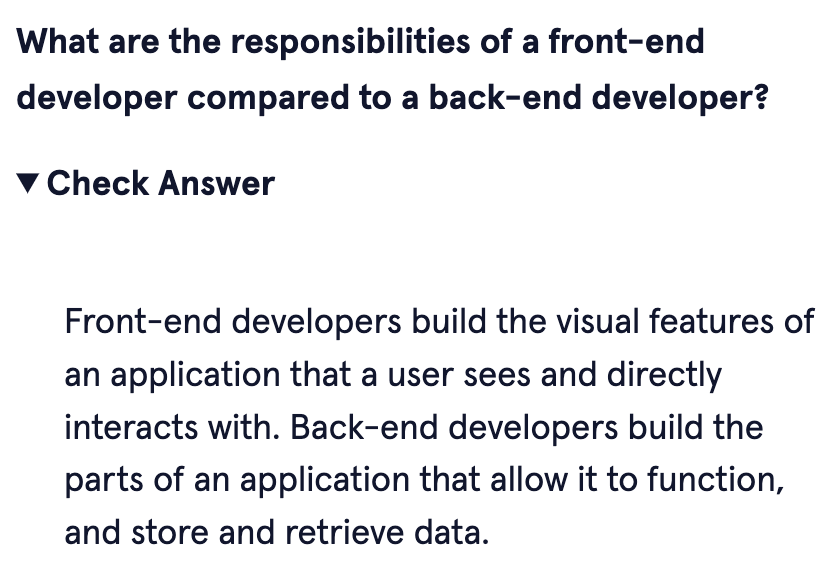 What are the responsibilities of a front-end
developer compared to a back-end developer?
▼ Check Answer
Front-end developers build the visual features of
an application that a user sees and directly
interacts with. Back-end developers build the
parts of an application that allow it to function,
and store and retrieve data.